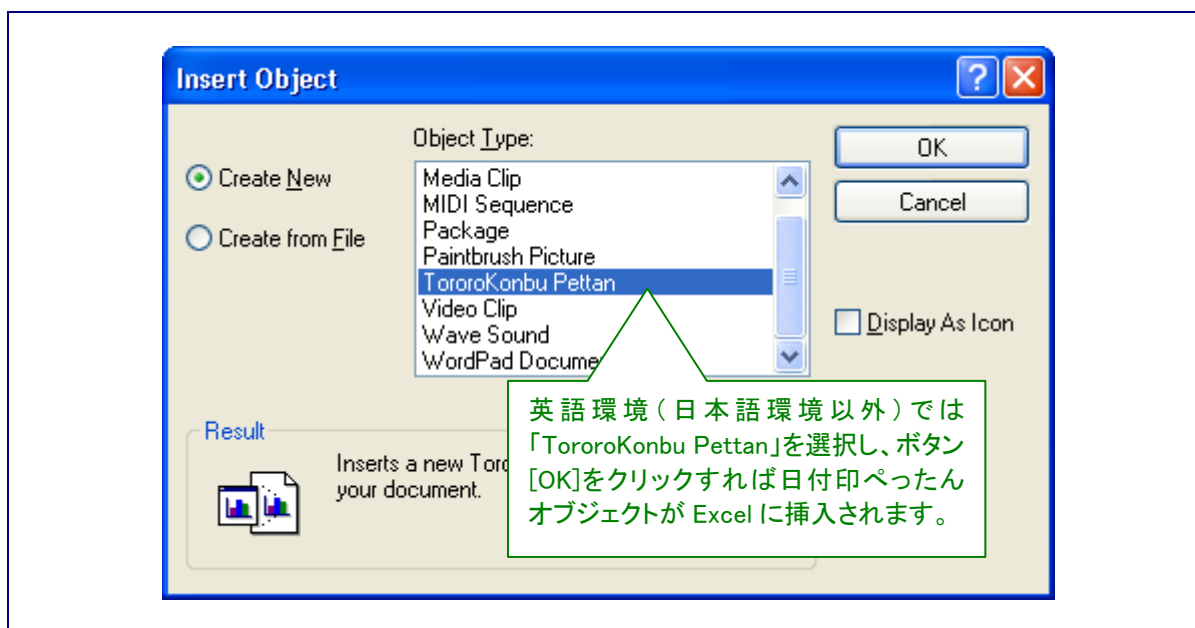 Insert Object
Object Type:
Create New
Create from File
Media Clip
MIDI Sequence
Package
Paintbrush Picture
TororoKonbu Pettan
Video Clip
Wave Sound
WordPad
OK
Cancel
Display As Icon
Result
Inserts a new
your document.
英語環境(日本語環境以外)では
「TororoKonbu Pettan」を選択し、ボタン
[OK]をクリックすれば日付印ぺったん
オブジェクトが Excel に挿入されます。